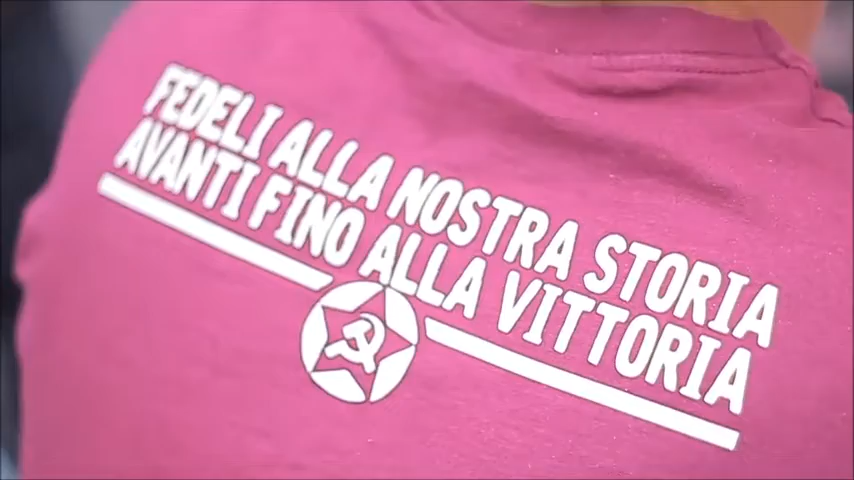 FEDELI ALLA NOSTRA STORIA
AVANTI FINO ALLA VITTORIA